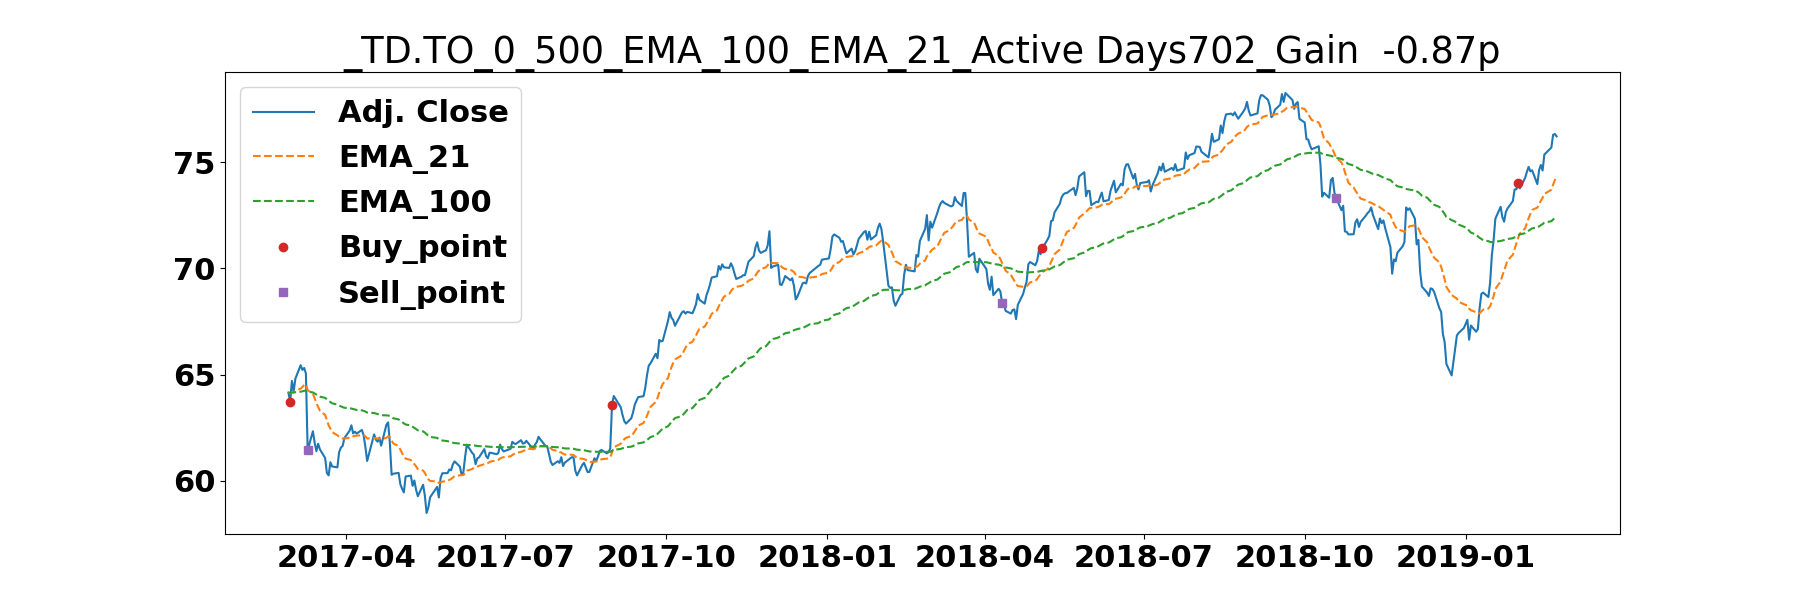 _TD.TO_0_500_EMA_100_EMA_21_Active Days702_Gain  -0.87p
Adj. Close
EMA_21
EMA_100
Buy_point
Sell_point
75
70
65
60
2017-04 2017-07 2017-10 2018-01 2018-04 2018-07 2018-10 2019-01